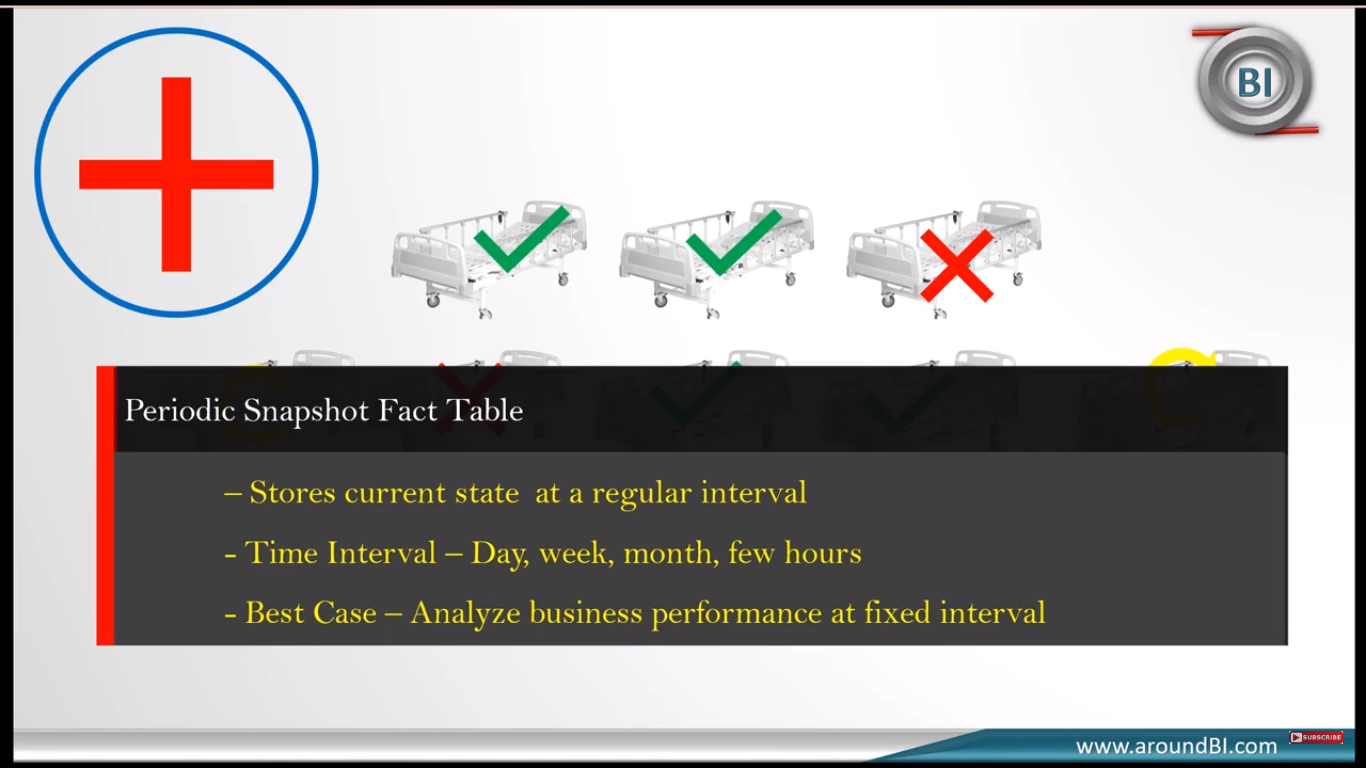 BI
Periodic Snapshot Fact Table
– Stores current state at a regular interval
- Time Interval – Day, week, month, few hours
- Best Case – Analyze business performance at fixed interval
www.aroundBI.com
SUBSCRIBE